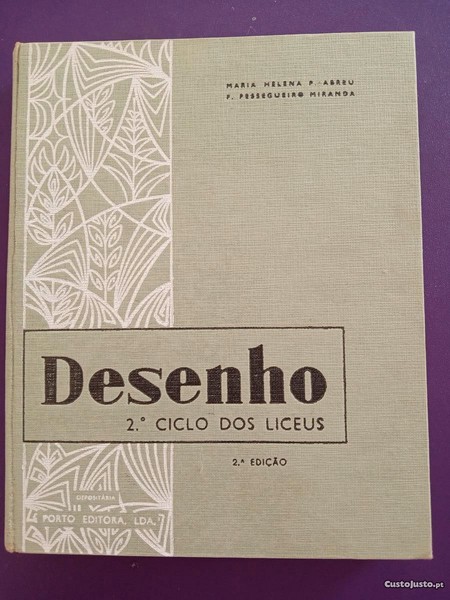 MARIA HELENA P. ABREU
F. PESSEGUEIRO MIRANDA
Desenho
2.º CICLO DOS LICEUS
2.ª EDIÇÃO
DEPOSITÁRIA
PORTO EDITORA, LDA.
CustoJusto.pt